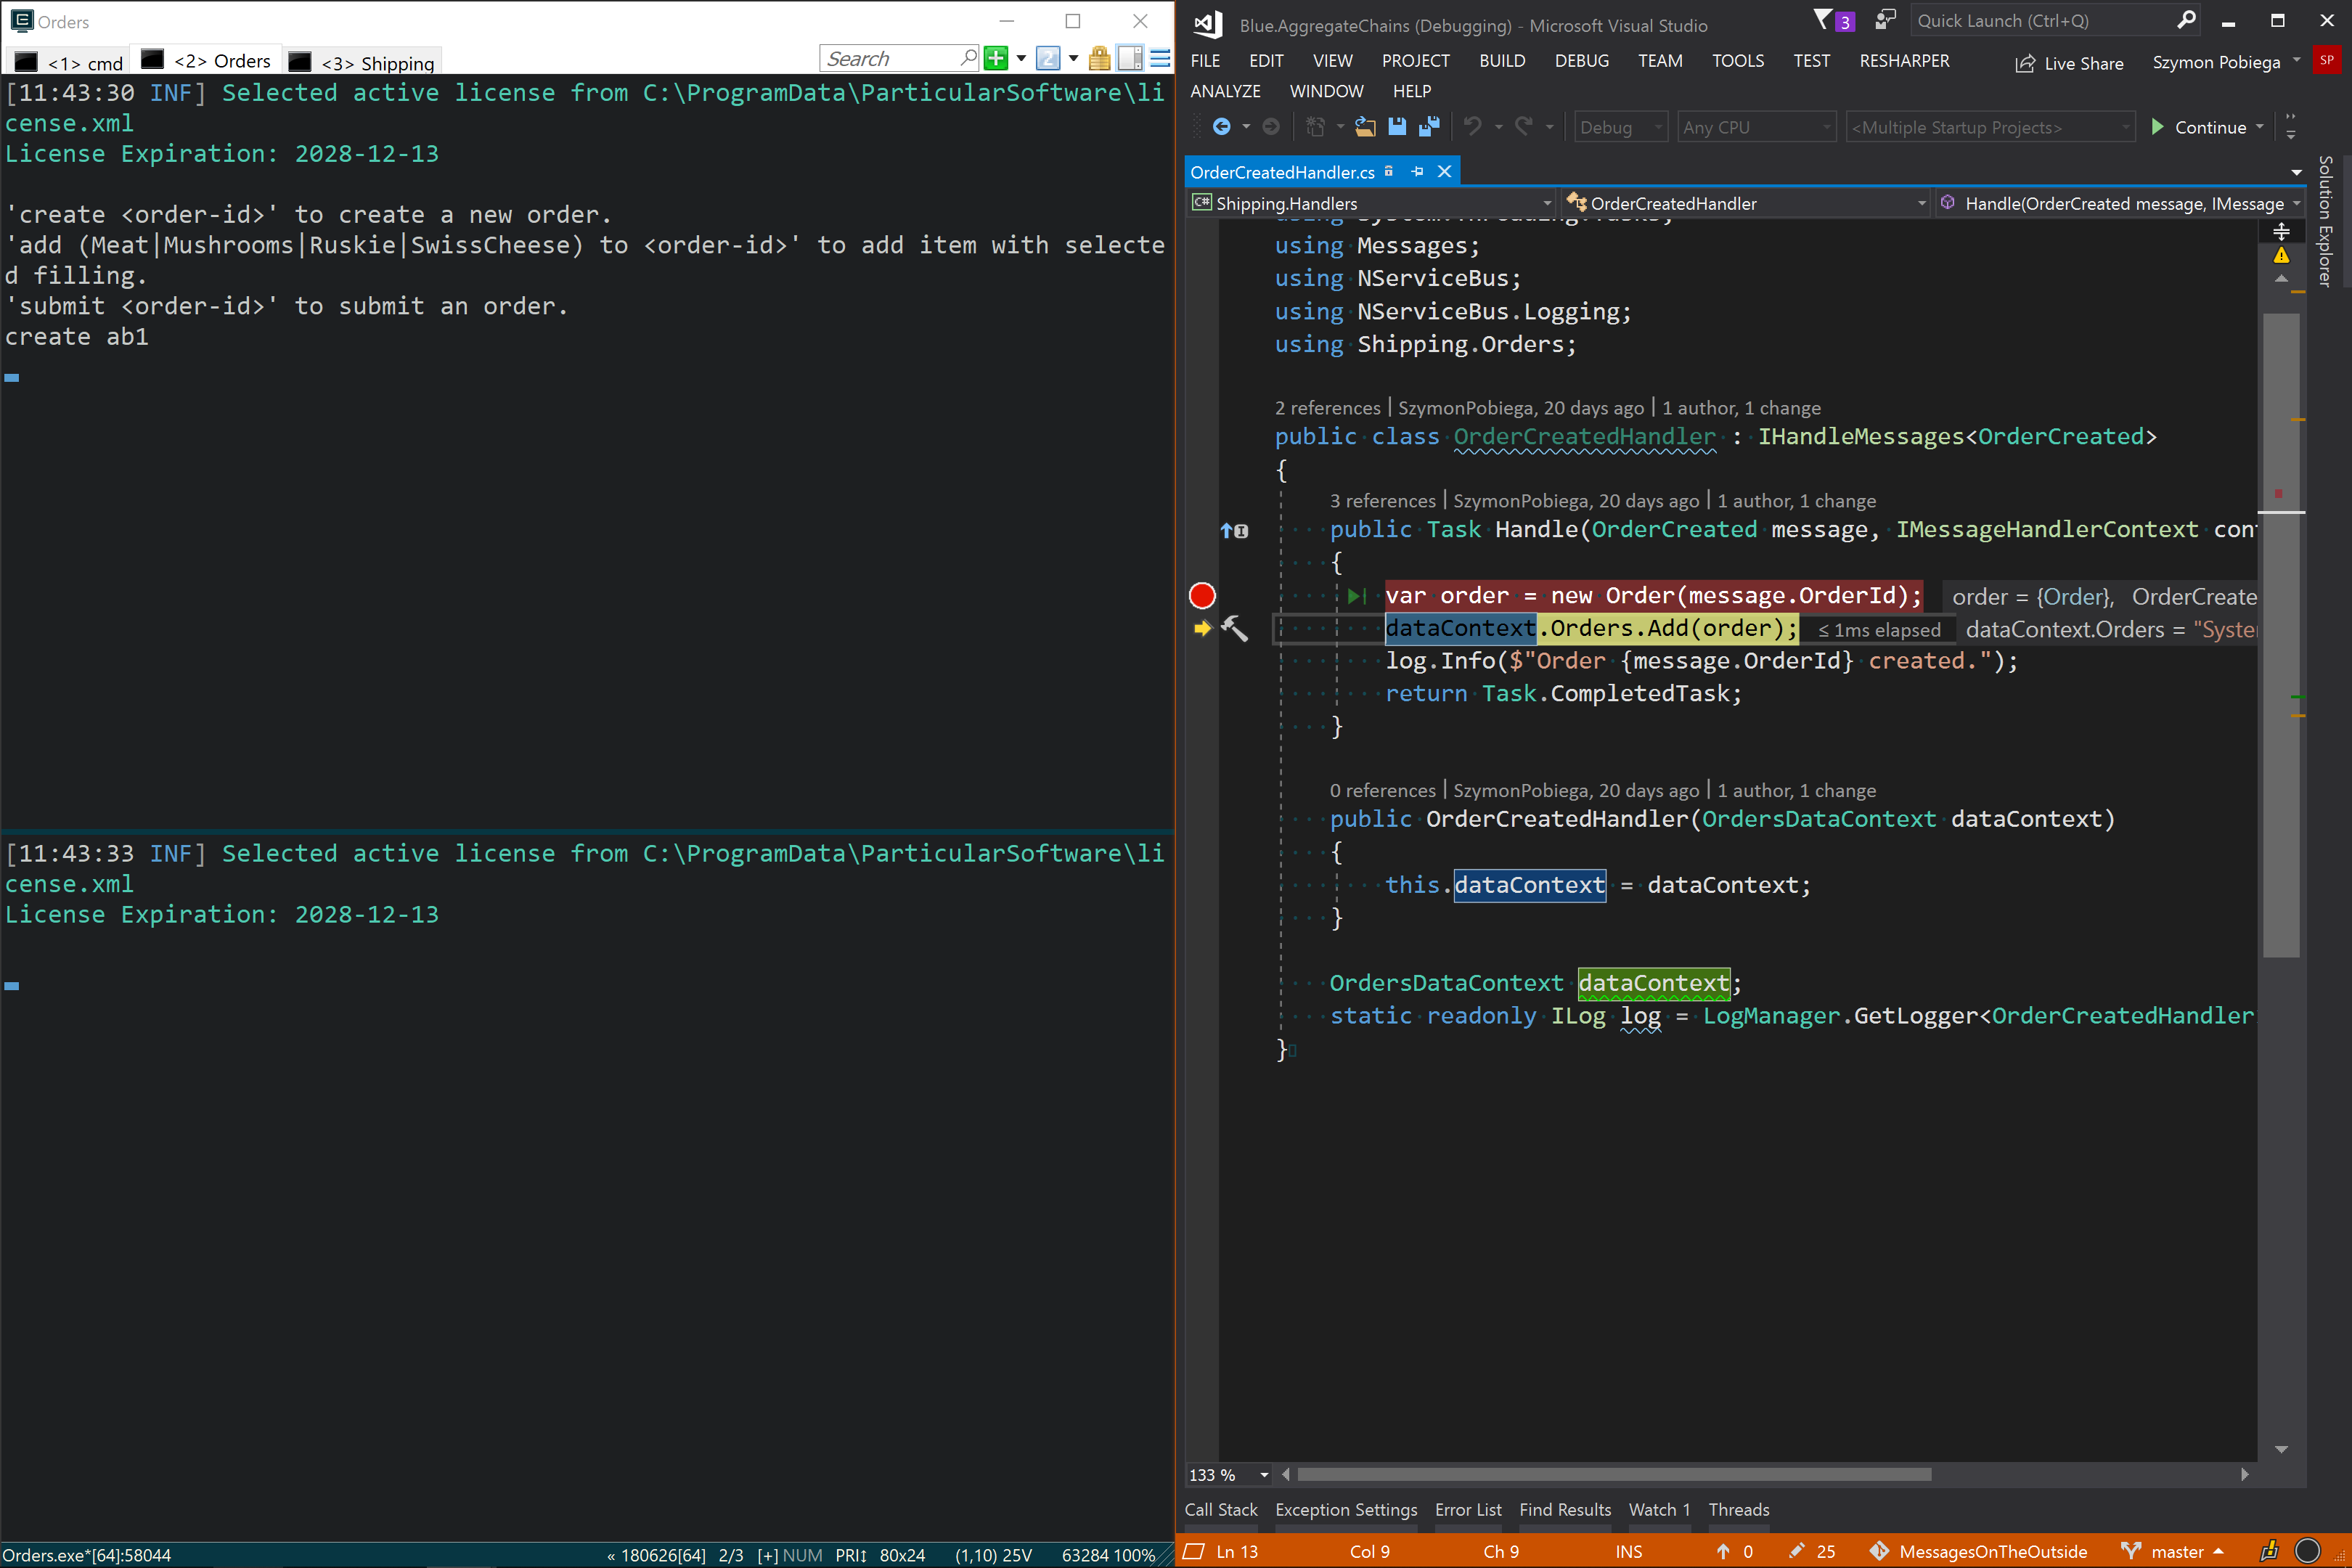 Orders
<1> cmd
<2> Orders
<3> Shipping
Search
[11:43:30 INF] Selected active license from C:\ProgramData\ParticularSoftware\li
cense.xml
License Expiration: 2028-12-13
'create <order-id>' to create a new order.
'add (Meat|Mushrooms|Ruskie|SwissCheese) to <order-id>' to add item with selecte
d filling.
'submit <order-id>' to submit an order.
create ab1
[11:43:33 INF] Selected active license from C:\ProgramData\ParticularSoftware\li
cense.xml
License Expiration: 2028-12-13
Orders.exe*[64]:58044
« 180626[64] 2/3 [+] NUM PRI↕ 80x24 (1,10) 25V 63284 100%
Blue.AggregateChains (Debugging) - Microsoft Visual Studio
3
Quick Launch (Ctrl+Q)
FILE EDIT VIEW PROJECT BUILD DEBUG TEAM TOOLS TEST RESHARPER
Live Share
Szymon Pobiega
SP
ANALYZE WINDOW HELP
Debug
Any CPU
<Multiple Startup Projects>
Continue
OrderCreatedHandler.cs
Solution Explorer
C# Shipping.Handlers
OrderCreatedHandler
Handle(OrderCreated message, IMessage
using System.Threading.Tasks;
using Messages;
using NServiceBus;
using NServiceBus.Logging;
using Shipping.Orders;
2 references | SzymonPobiega, 20 days ago | 1 author, 1 change
public class OrderCreatedHandler : IHandleMessages<OrderCreated>
{
3 references | SzymonPobiega, 20 days ago | 1 author, 1 change
public Task Handle(OrderCreated message, IMessageHandlerContext con
{
var order = new Order(message.OrderId); order = {Order}, OrderCreate
dataContext.Orders.Add(order); ≤ 1ms elapsed dataContext.Orders = "Syste
log.Info($"Order {message.OrderId} created.");
return Task.CompletedTask;
}
0 references | SzymonPobiega, 20 days ago | 1 author, 1 change
public OrderCreatedHandler(OrdersDataContext dataContext)
{
this.dataContext = dataContext;
}
OrdersDataContext dataContext;
static readonly ILog log = LogManager.GetLogger<OrderCreatedHandler
}
133 %
Call Stack Exception Settings Error List Find Results Watch 1 Threads
Ln 13 Col 9 Ch 9 INS 0 25 MessagesOnTheOutside master